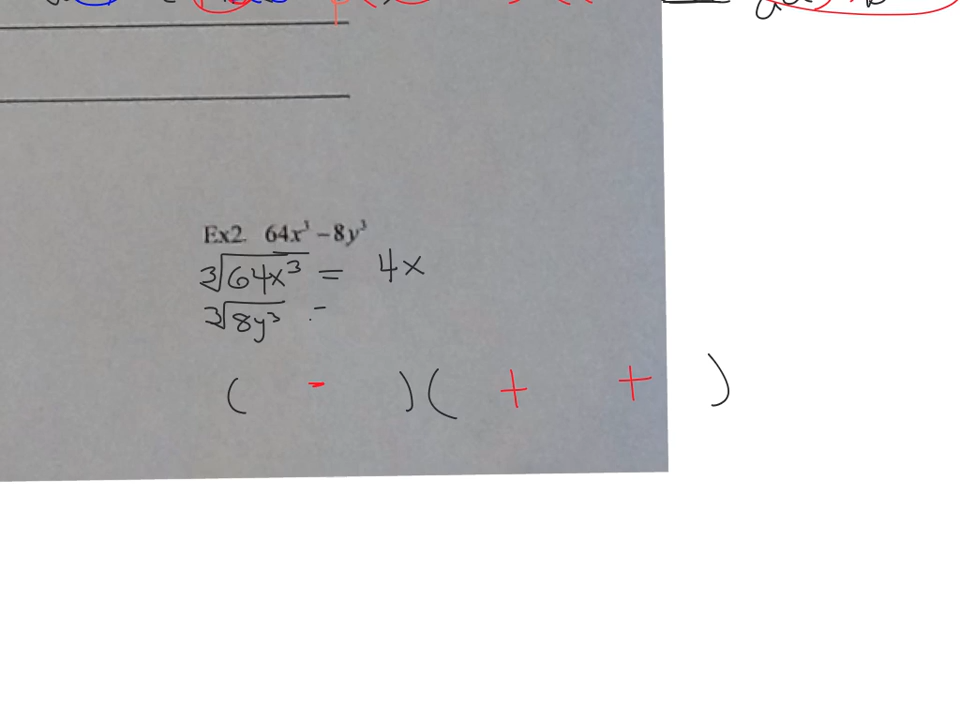 Ex2. 64x³ – 8y³
∛64x³ = 4x
∛8y³ =
( - )( + + )